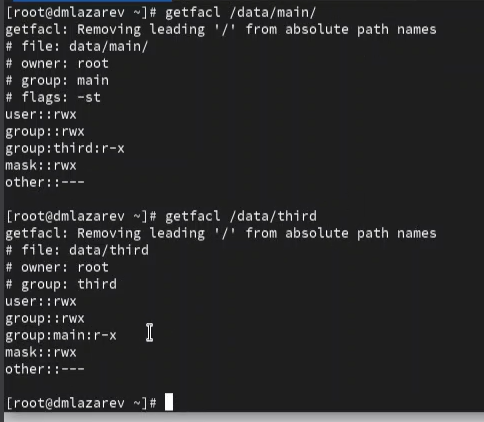 [root@dmlazarev ~]# getfacl /data/main/
getfacl: Removing leading '/' from absolute path names
# file: data/main/
# owner: root
# group: main
# flags: -st
user::rwx
group::rwx
group:third:r-x
mask::rwx
other::---
[root@dmlazarev ~]# getfacl /data/third
getfacl: Removing leading '/' from absolute path names
# file: data/third
# owner: root
# group: third
user::rwx
group::rwx
group:main:r-x
mask::rwx
other::---
[root@dmlazarev ~]#